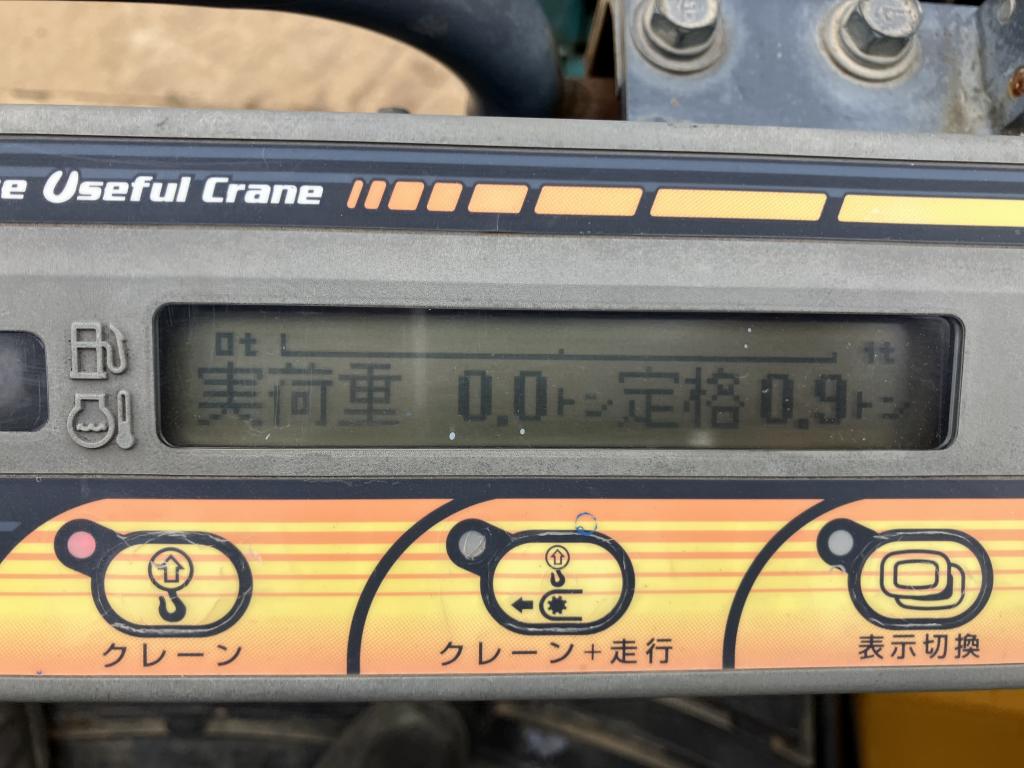 Useful Crane
0t 1t
実荷重 0.0トン 定格 0.9トン
クレーン
クレーン+走行
表示切換